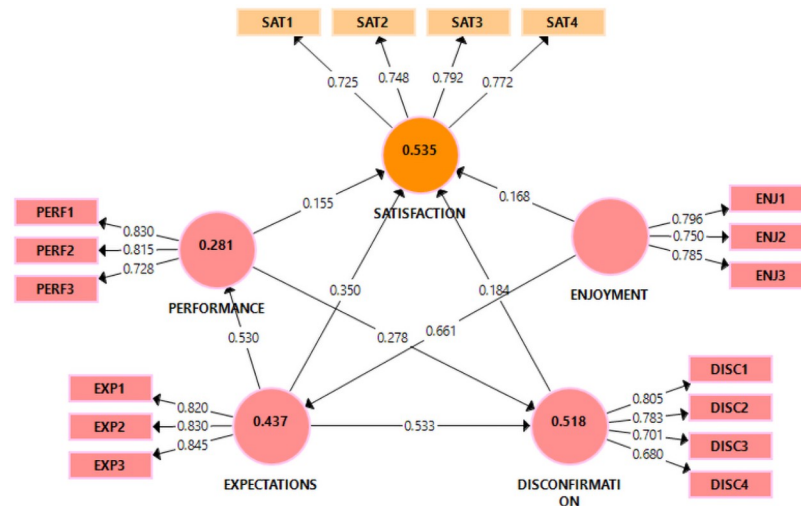 SAT1 SAT2 SAT3 SAT4
0.725 0.748 0.792 0.772
0.535
SATISFACTION
0.155
0.168
PERF1
PERF2
PERF3
0.830
0.815
0.728
0.281
PERFORMANCE
ENJ1
ENJ2
ENJ3
0.796
0.750
0.785
ENJOYMENT
0.350
0.184
0.530
0.278
0.661
EXP1
EXP2
EXP3
0.820
0.830
0.845
0.437
EXPECTATIONS
0.533
0.518
DISCONFIRMATI
ON
0.805
0.783
0.701
0.680
DISC1
DISC2
DISC3
DISC4